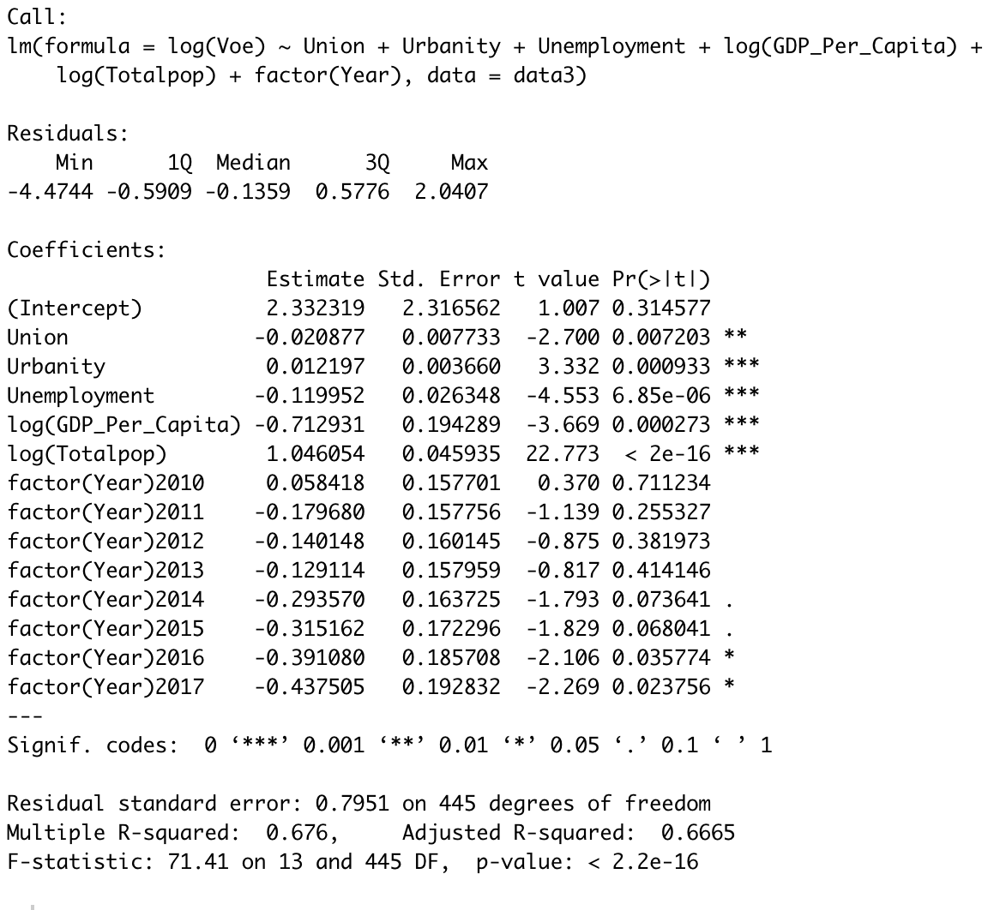 Call:
lm(formula = log(Voe) ~ Union + Urbanity + Unemployment + log(GDP_Per_Capita) +
    log(Totalpop) + factor(Year), data = data3)

Residuals:
    Min      1Q  Median      3Q     Max
-4.4744 -0.5909 -0.1359  0.5776  2.0407

Coefficients:
                     Estimate Std. Error t value Pr(>|t|)
(Intercept)          2.332319   2.316562   1.007 0.314577
Union               -0.020877   0.007733  -2.700 0.007203 **
Urbanity             0.012197   0.003660   3.332 0.000933 ***
Unemployment        -0.119952   0.026348  -4.553 6.85e-06 ***
log(GDP_Per_Capita) -0.712931   0.194289  -3.669 0.000273 ***
log(Totalpop)        1.046054   0.045935  22.773  < 2e-16 ***
factor(Year)2010     0.058418   0.157701   0.370 0.711234
factor(Year)2011    -0.179680   0.157756  -1.139 0.255327
factor(Year)2012    -0.140148   0.160145  -0.875 0.381973
factor(Year)2013    -0.129114   0.157959  -0.817 0.414146
factor(Year)2014    -0.293570   0.163725  -1.793 0.073641 .
factor(Year)2015    -0.315162   0.172296  -1.829 0.068041 .
factor(Year)2016    -0.391080   0.185708  -2.106 0.035774 *
factor(Year)2017    -0.437505   0.192832  -2.269 0.023756 *
---
Signif. codes:  0 ‘***’ 0.001 ‘**’ 0.01 ‘*’ 0.05 ‘.’ 0.1 ‘ ’ 1

Residual standard error: 0.7951 on 445 degrees of freedom
Multiple R-squared:  0.676,     Adjusted R-squared:  0.6665
F-statistic: 71.41 on 13 and 445 DF,  p-value: < 2.2e-16